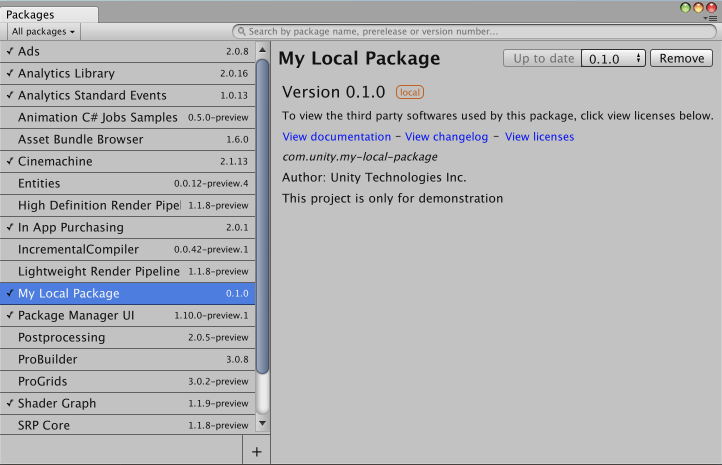 Packages
All packages
Search by package name, prerelease or version number...
✓ Ads 2.0.8
✓ Analytics Library 2.0.16
✓ Analytics Standard Events 1.0.13
Animation C# Jobs Samples 0.5.0-preview
Asset Bundle Browser 1.6.0
✓ Cinemachine 2.1.13
Entities 0.0.12-preview.4
High Definition Render Pipel 1.1.8-preview
✓ In App Purchasing 2.0.1
IncrementalCompiler 0.0.42-preview.1
Lightweight Render Pipeline 1.1.8-preview
✓ My Local Package 0.1.0
✓ Package Manager UI 1.10.0-preview.1
Postprocessing 2.0.5-preview
ProBuilder 3.0.8
ProGrids 3.0.2-preview
✓ Shader Graph 1.1.9-preview
SRP Core 1.1.8-preview
+
My Local Package
Up to date 0.1.0 Remove
Version 0.1.0 local
To view the third party softwares used by this package, click view licenses below.
View documentation - View changelog - View licenses
com.unity.my-local-package
Author: Unity Technologies Inc.
This project is only for demonstration